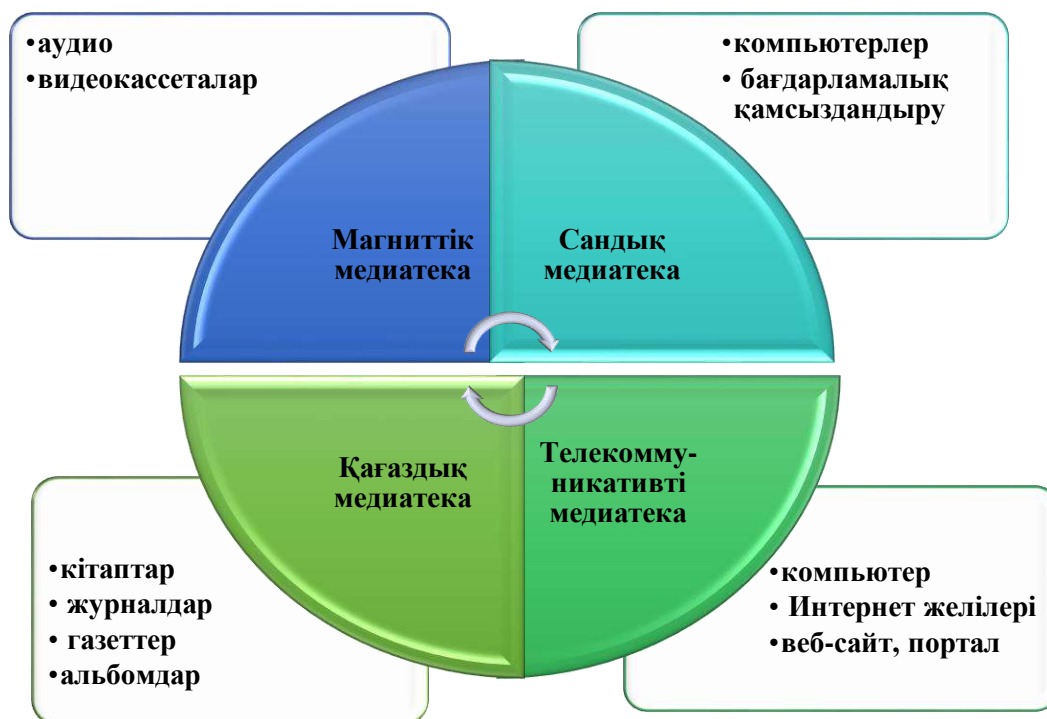 •аудио
•видеокассеталар
•компьютерлер
• бағдарламалық
қамсыздандыру
Магниттік
медиатека
Сандық
медиатека
Қағаздық
медиатека
Телекомму-
никативті
медиатека
•кітаптар
• журналдар
• газеттер
•альбомдар
•компьютер
• Интернет желілері
•веб-сайт, портал